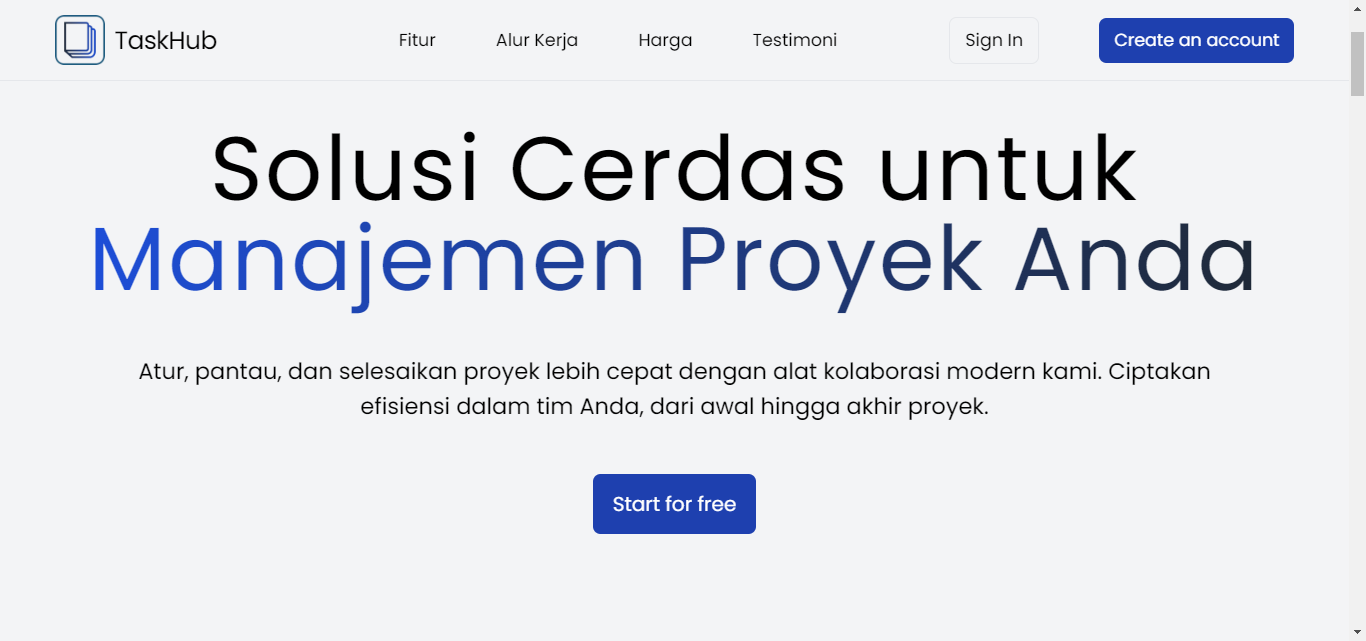 TaskHub
Fitur
Alur Kerja
Harga
Testimoni
Sign In
Create an account
Solusi Cerdas untuk
Manajemen Proyek Anda
Atur, pantau, dan selesaikan proyek lebih cepat dengan alat kolaborasi modern kami. Ciptakan
efisiensi dalam tim Anda, dari awal hingga akhir proyek.
Start for free